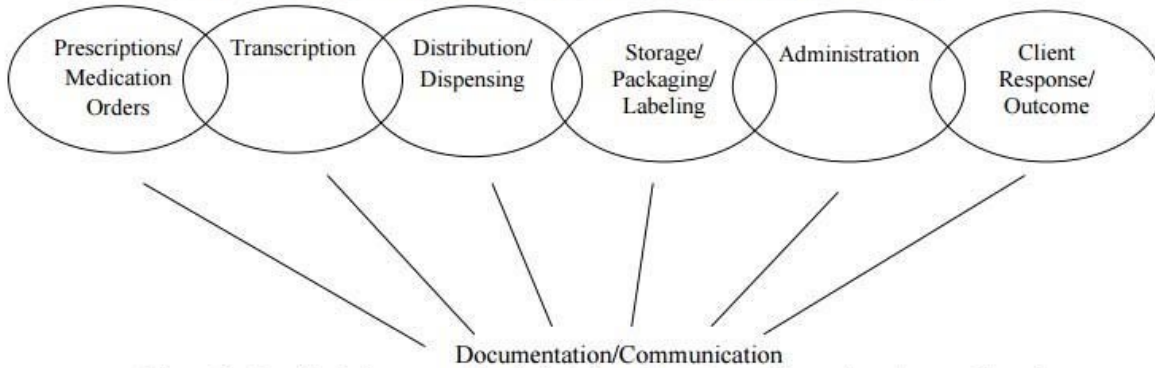 Prescriptions/
Medication
Orders
Transcription
Distribution/
Dispensing
Storage/
Packaging/
Labeling
Administration
Client
Response/
Outcome
Documentation/Communication